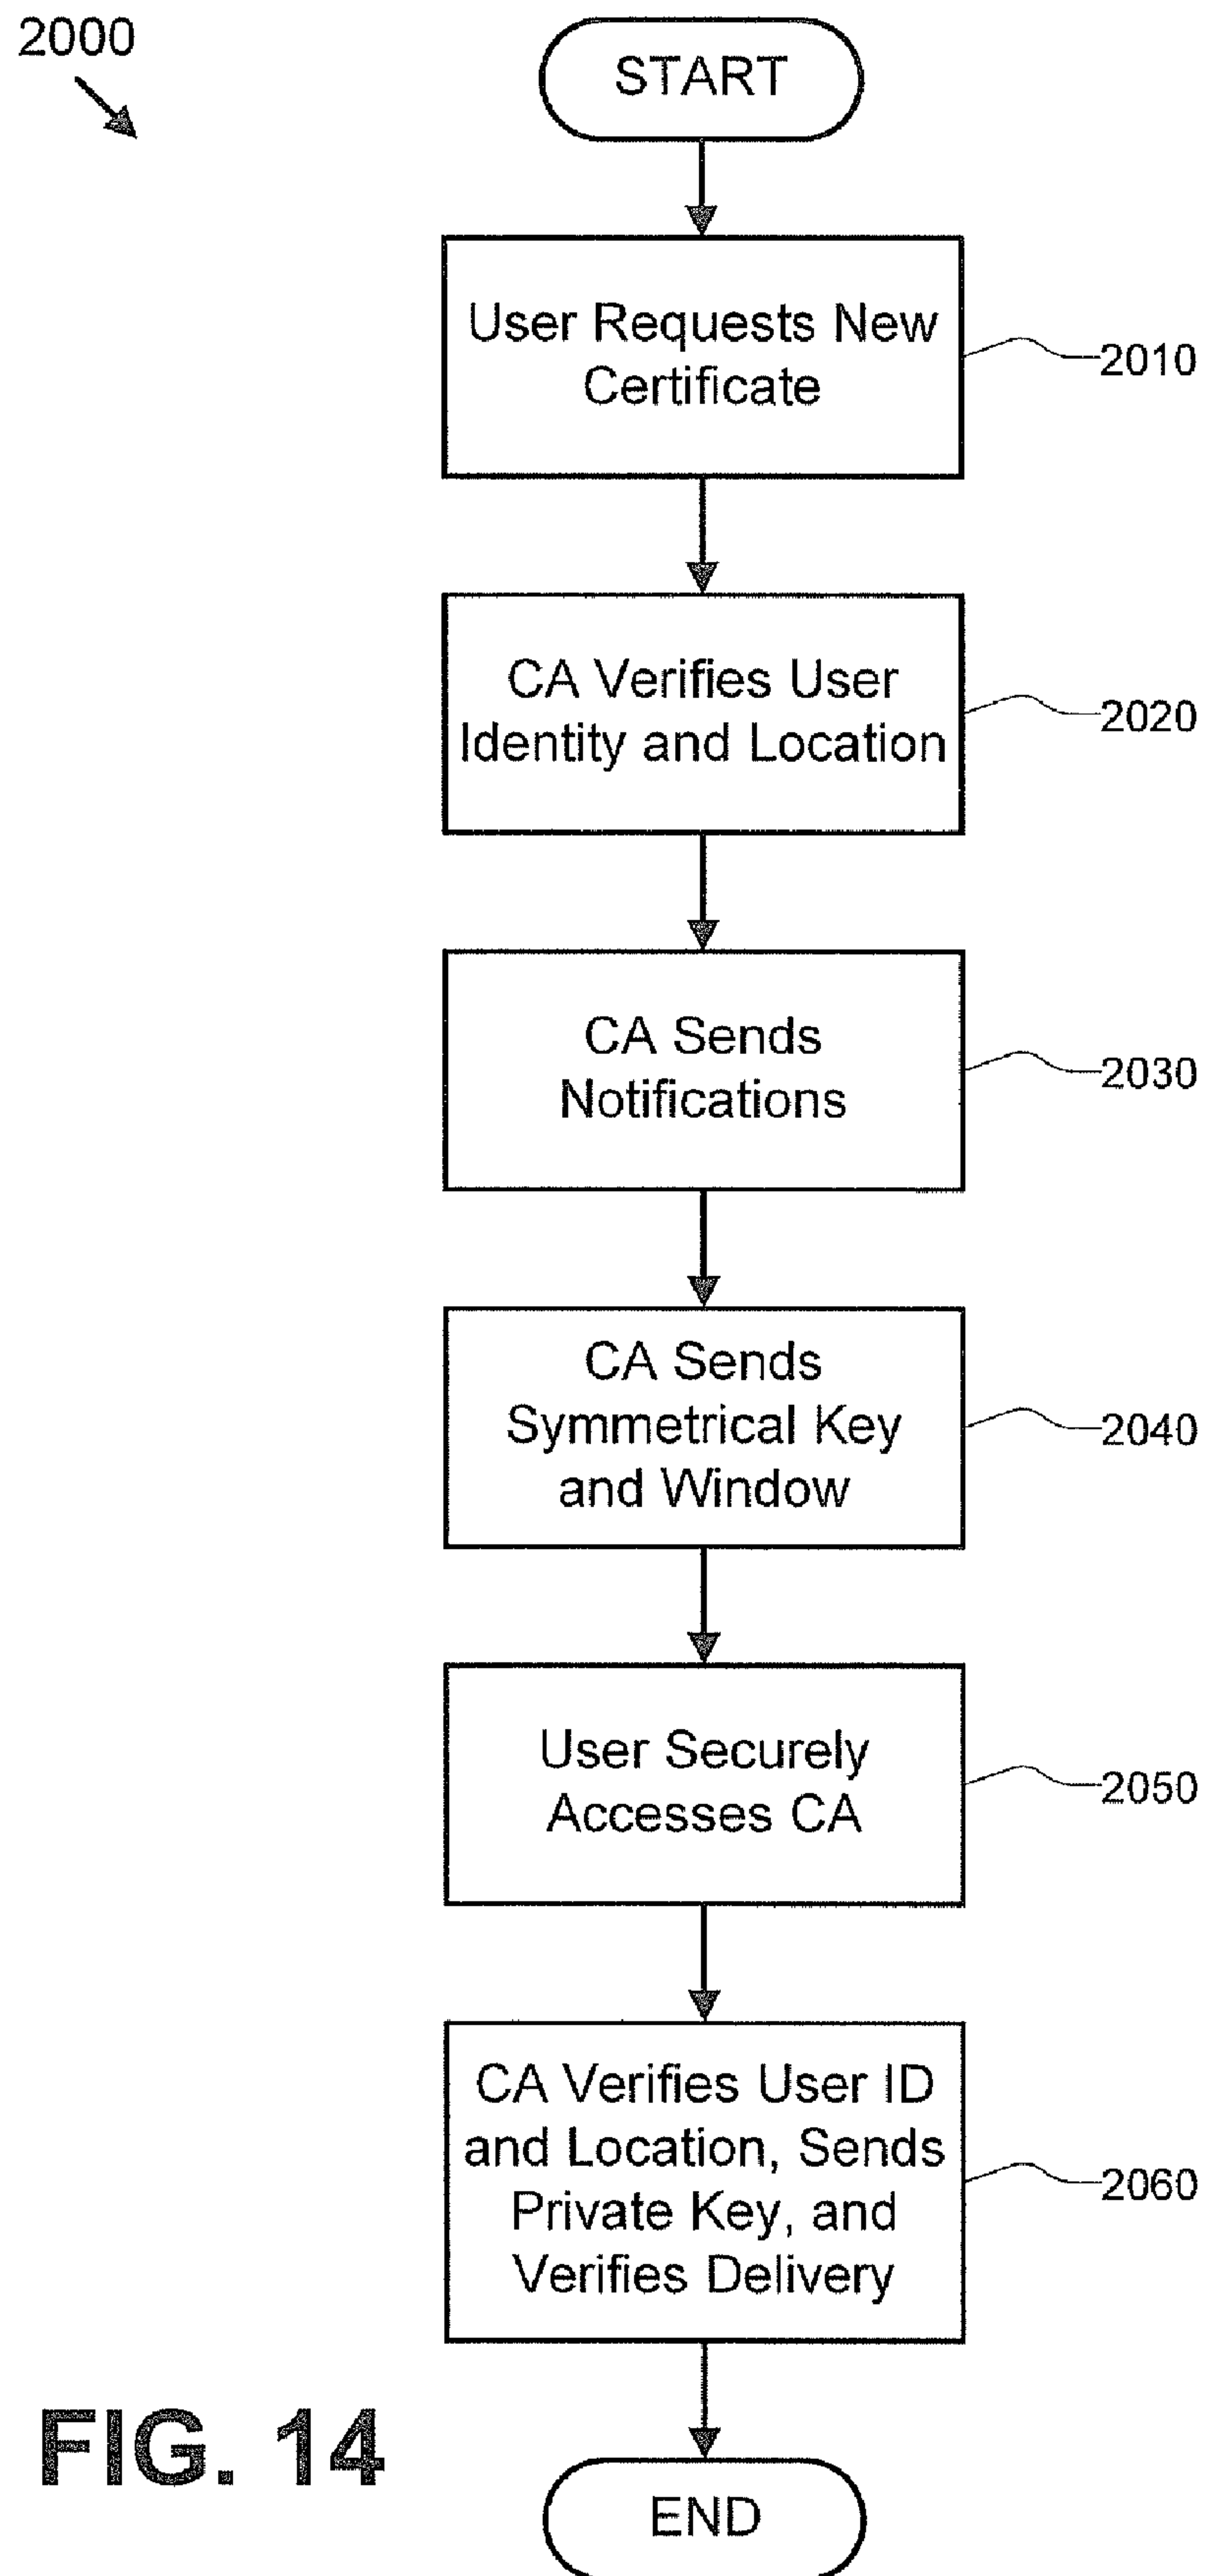 2000
START
User Requests New
Certificate
2010
CA Verifies User
Identity and Location
2020
CA Sends
Notifications
2030
CA Sends
Symmetrical Key
and Window
2040
User Securely
Accesses CA
2050
CA Verifies User ID
and Location, Sends
Private Key, and
Verifies Delivery
2060
FIG. 14
END